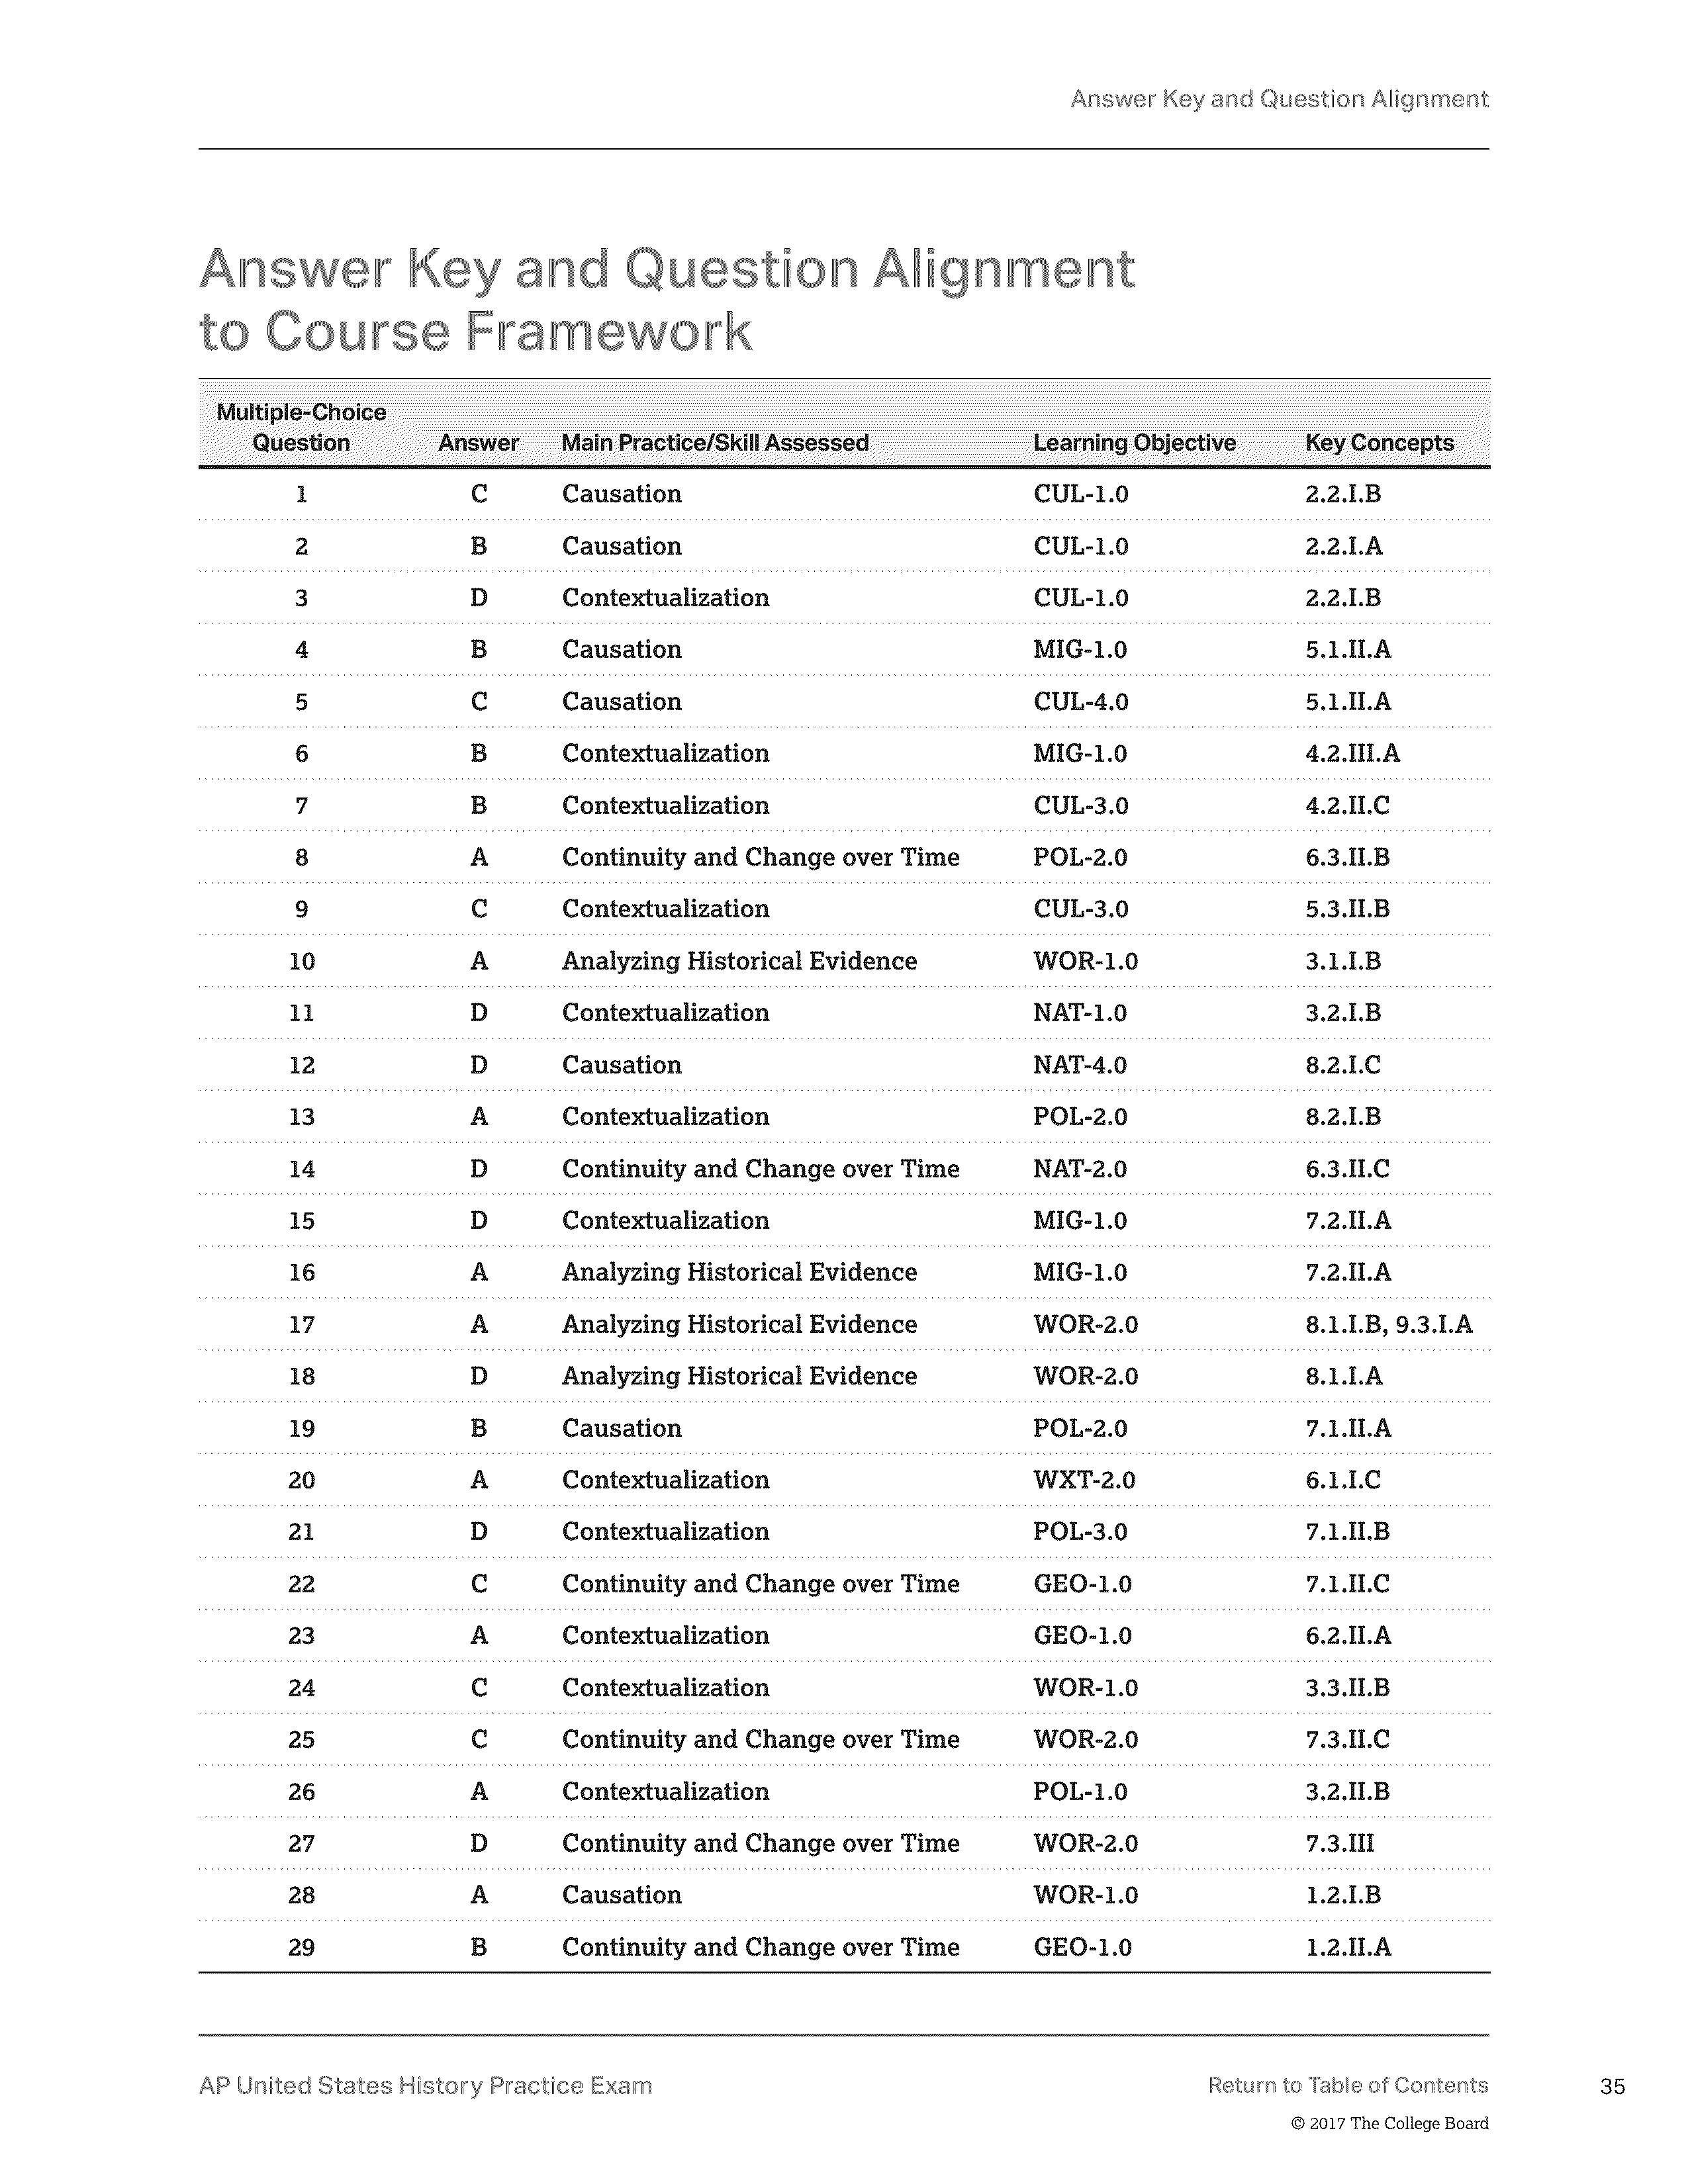 Answer Key and Question Alignment
Answer Key and Question Alignment
to Course Framework
Multiple-Choice
Question Answer Main Practice/Skill Assessed Learning Objective Key Concepts
1 C Causation CUL-1.0 2.2.I.B
2 B Causation CUL-1.0 2.2.I.A
3 D Contextualization CUL-1.0 2.2.I.B
4 B Causation MIG-1.0 5.1.II.A
5 C Causation CUL-4.0 5.1.II.A
6 B Contextualization MIG-1.0 4.2.III.A
7 B Contextualization CUL-3.0 4.2.II.C
8 A Continuity and Change over Time POL-2.0 6.3.II.B
9 C Contextualization CUL-3.0 5.3.II.B
10 A Analyzing Historical Evidence WOR-1.0 3.1.I.B
11 D Contextualization NAT-1.0 3.2.I.B
12 D Causation NAT-4.0 8.2.I.C
13 A Contextualization POL-2.0 8.2.I.B
14 D Continuity and Change over Time NAT-2.0 6.3.II.C
15 D Contextualization MIG-1.0 7.2.II.A
16 A Analyzing Historical Evidence MIG-1.0 7.2.II.A
17 A Analyzing Historical Evidence WOR-2.0 8.1.I.B, 9.3.I.A
18 D Analyzing Historical Evidence WOR-2.0 8.1.I.A
19 B Causation POL-2.0 7.1.II.A
20 A Contextualization WXT-2.0 6.1.I.C
21 D Contextualization POL-3.0 7.1.II.B
22 C Continuity and Change over Time GEO-1.0 7.1.II.C
23 A Contextualization GEO-1.0 6.2.II.A
24 C Contextualization WOR-1.0 3.3.II.B
25 C Continuity and Change over Time WOR-2.0 7.3.II.C
26 A Contextualization POL-1.0 3.2.II.B
27 D Continuity and Change over Time WOR-2.0 7.3.III
28 A Causation WOR-1.0 1.2.I.B
29 B Continuity and Change over Time GEO-1.0 1.2.II.A
AP United States History Practice Exam Return to Table of Contents 35
© 2017 The College Board